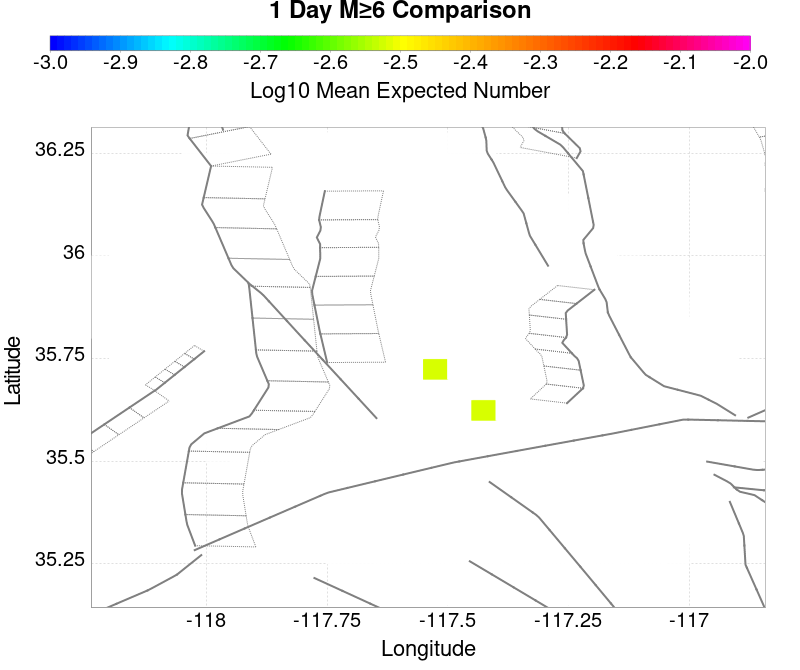 1 Day M≥6 Comparison
-3.0 -2.9 -2.8 -2.7 -2.6 -2.5 -2.4 -2.3 -2.2 -2.1 -2.0
Log10 Mean Expected Number
36.25
36
35.75
35.5
35.25
Latitude
-118 -117.75 -117.5 -117.25 -117
Longitude